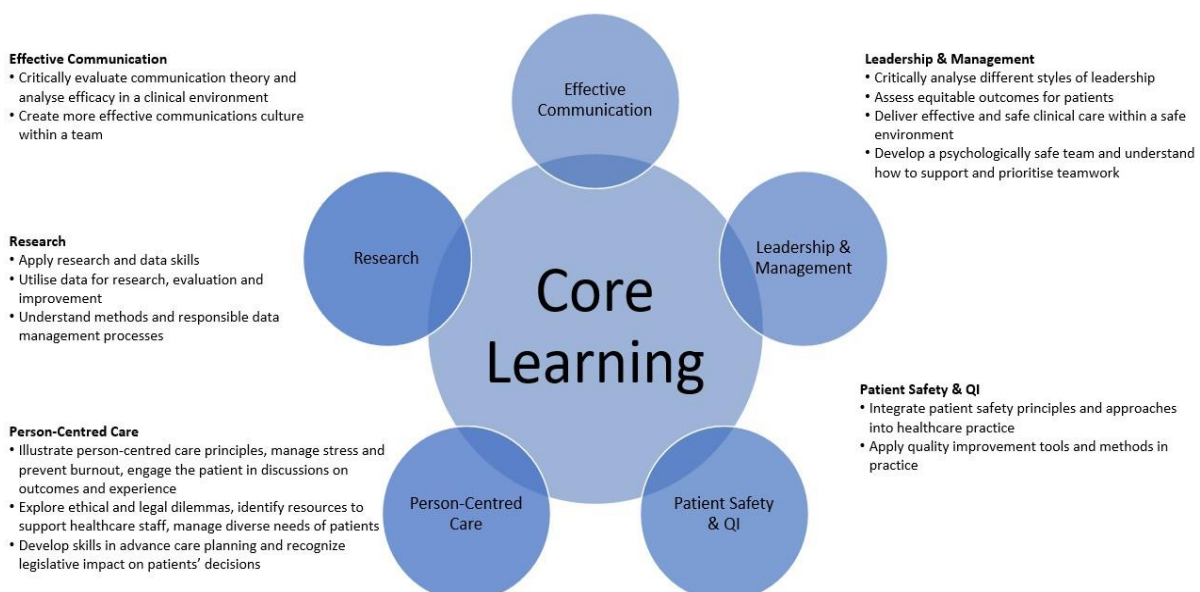 Effective Communication
• Critically evaluate communication theory and
analyse efficacy in a clinical environment
• Create more effective communications culture
within a team
Research
• Apply research and data skills
• Utilise data for research, evaluation and
improvement
• Understand methods and responsible data
management processes
Person-Centred Care
• Illustrate person-centred care principles, manage stress and
prevent burnout, engage the patient in discussions on
outcomes and experience
• Explore ethical and legal dilemmas, identify resources to
support healthcare staff, manage diverse needs of patients
• Develop skills in advance care planning and recognize
legislative impact on patients’ decisions
Effective
Communication
Research
Leadership &
Management
Core
Learning
Person-Centred
Care
Patient Safety
& QI
Leadership & Management
• Critically analyse different styles of leadership
• Assess equitable outcomes for patients
• Deliver effective and safe clinical care within a safe
environment
• Develop a psychologically safe team and understand
how to support and prioritise teamwork
Patient Safety & QI
• Integrate patient safety principles and approaches
into healthcare practice
• Apply quality improvement tools and methods in
practice